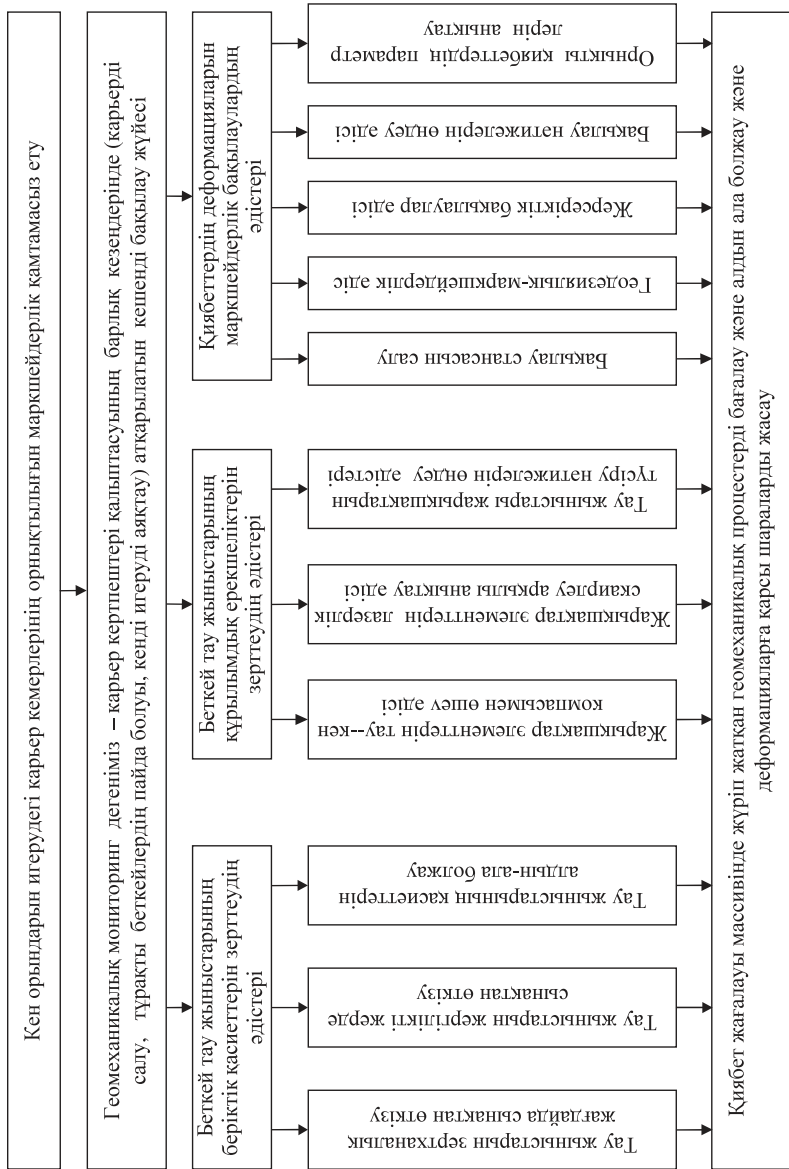 Кен орындарын игерудегі карьер кемерлерінің орнықтылығын маркшейдерлік қамтамасыз ету
Геомеханикалық мониторинг дегеніміз – карьер кертпештері қалыптасуының барлық кезеңдерінде (карьерді
салу, тұрақты беткейлердің пайда болуы, кенді игеруді аяқтау) атқарылатын кешенді бақылау жүйесі
Беткей тау жыныстарының
беріктік қасиеттерін зерттеудің
әдістері
Беткей тау жыныстарының
құрылымдық ерекшеліктерін
зерттеудің әдістері
Қиябеттердің деформацияларын
маркшейдерлік бақылаулардың
әдістері
Тау жыныстарын зертханалық
жағдайда сынақтан өткізу
Тау жыныстарын жергілікті жерде
сынақтан өткізу
Тау жыныстарының қасиеттерін
алдын-ала болжау
Жарықшақтар элементтерін тау--кен
компасымен өшеу әдісі
Жарықшақтар элементтерін лазерлік
скаирлеу арқылы анықтау әдісі
Тау жыныстары жарықшақтарын
түсіру нәтижелерін өңдеу әдістері
Бақылау стансасын салу
Геодезиялық-маркшейдерлік әдіс
Жерсеріктік бақылаулар әдісі
Бақылау нәтижелерін өңдеу әдісі
Орнықты қиябеттердің параметр
лерін анықтау
Қиябет жағалауы массивінде жүріп жатқан геомеханикалық процестерді бағалау және алдын ала болжау және
деформацияларға қарсы шараларды жасау